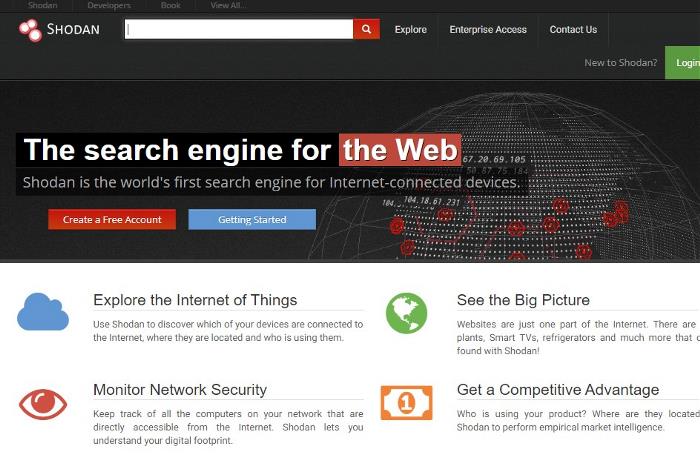 Shodan Developers Book View All...
SHODAN Explore Enterprise Access Contact Us
New to Shodan? Login
The search engine for the Web
67.20.69.105
50.87.75.184
Shodan is the world's first search engine for Internet-connected devices.
104.18.61.231
Create a Free Account Getting Started
Explore the Internet of Things
Use Shodan to discover which of your devices are connected to
the Internet, where they are located and who is using them.
See the Big Picture
Websites are just one part of the Internet. There are
plants, Smart TVs, refrigerators and much more that
found with Shodan!
Monitor Network Security
Keep track of all the computers on your network that are
directly accessible from the Internet. Shodan lets you
understand your digital footprint.
1
Get a Competitive Advantage
Who is using your product? Where are they located
Shodan to perform empirical market intelligence.